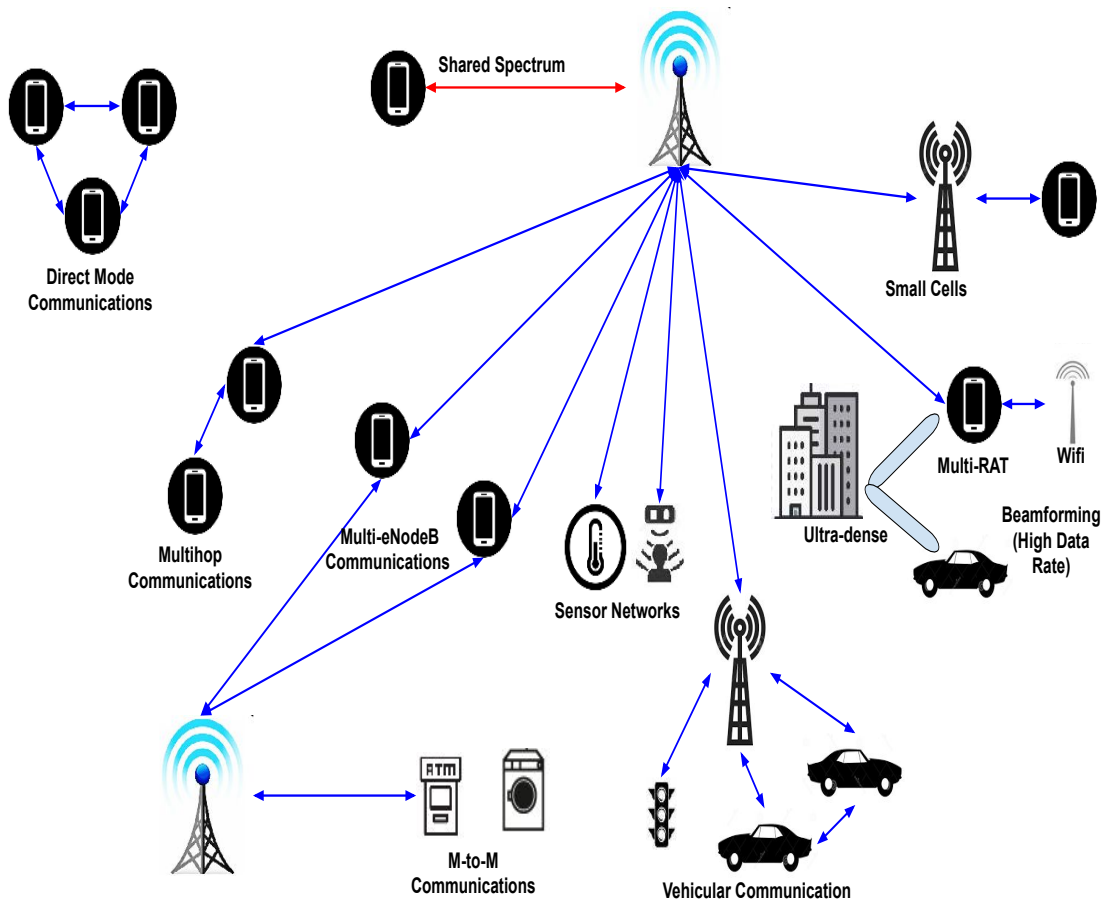 Shared Spectrum
Direct Mode
Communications
Small Cells
Multi-RAT
Wifi
Multihop
Communications
Multi-eNodeB
Communications
Sensor Networks
Ultra-dense
Beamforming
(High Data
Rate)
ATM
M-to-M
Communications
Vehicular Communication